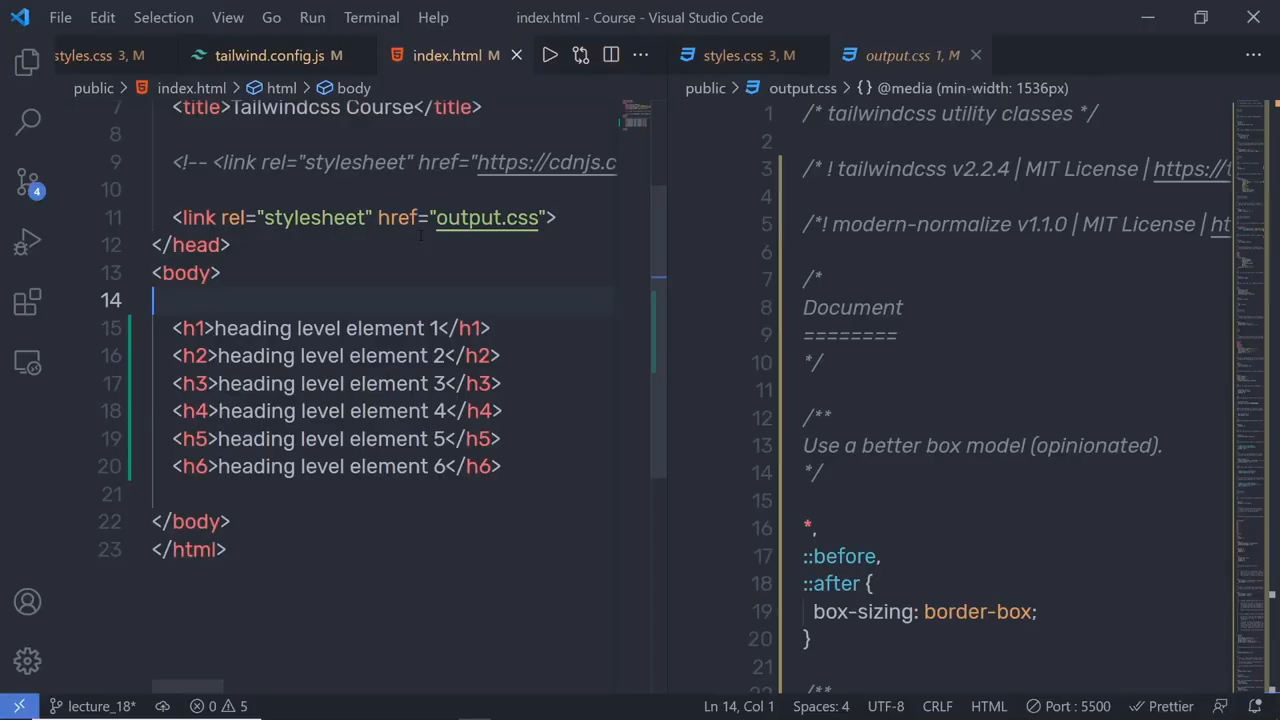 File Edit Selection View Go Run Terminal Help index.html - Course - Visual Studio Code
styles.css 3, M tailwind.config.js M index.html M styles.css 3, M output.css 1, M
public > index.html > html > body
public > output.css > {} @media (min-width: 1536px)
7 <title>Tailwindcss Course</title>
8
9 <!-- <link rel="stylesheet" href="https://cdnjs.c
10
11 <link rel="stylesheet" href="output.css">
12 </head>
13 <body>
14
15 <h1>heading level element 1</h1>
16 <h2>heading level element 2</h2>
17 <h3>heading level element 3</h3>
18 <h4>heading level element 4</h4>
19 <h5>heading level element 5</h5>
20 <h6>heading level element 6</h6>
21
22 </body>
23 </html>
1 /* tailwindcss utility classes */
2
3 /* ! tailwindcss v2.2.4 | MIT License | https://t
4
5 /*! modern-normalize v1.1.0 | MIT License | ht
6
7 /*
8 Document
9 ========
10 */
11
12 /**
13 Use a better box model (opinionated).
14 */
15
16 *,
17 ::before,
18 ::after {
19 box-sizing: border-box;
20 }
21
22 /**
4
lecture_18* 0 5 Ln 14, Col 1 Spaces: 4 UTF-8 CRLF HTML Port : 5500 Prettier